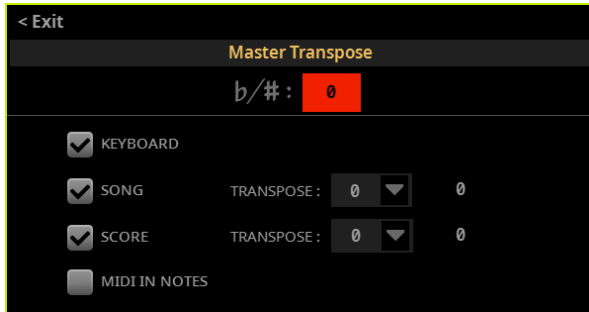 < Exit
Master Transpose
b/# : 0
KEYBOARD
SONG TRANSPOSE : 0 0
SCORE TRANSPOSE : 0 0
MIDI IN NOTES